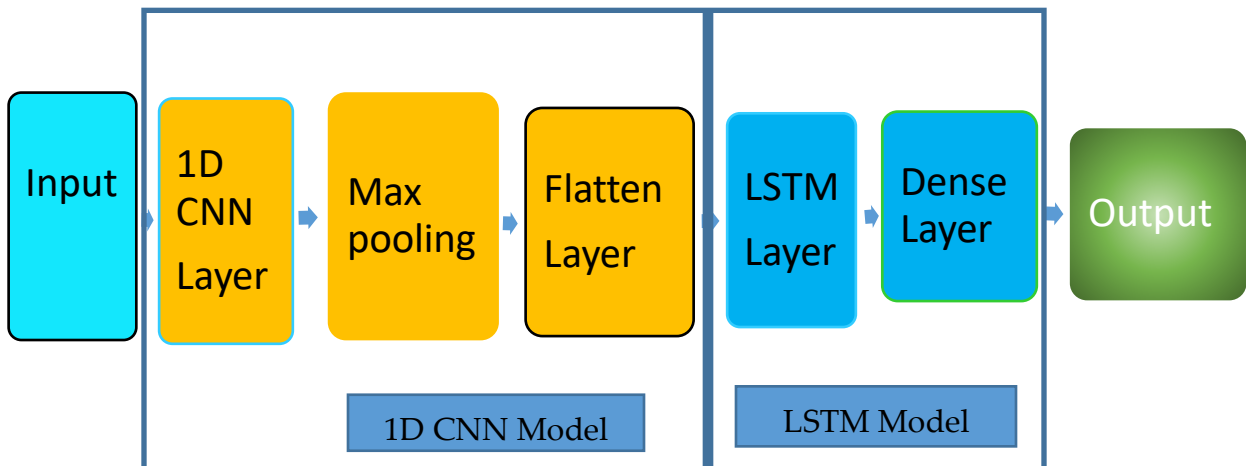 Input
1D
CNN
Layer
Max
pooling
Flatten
Layer
LSTM
Layer
Dense
Layer
Output
1D CNN Model
LSTM Model